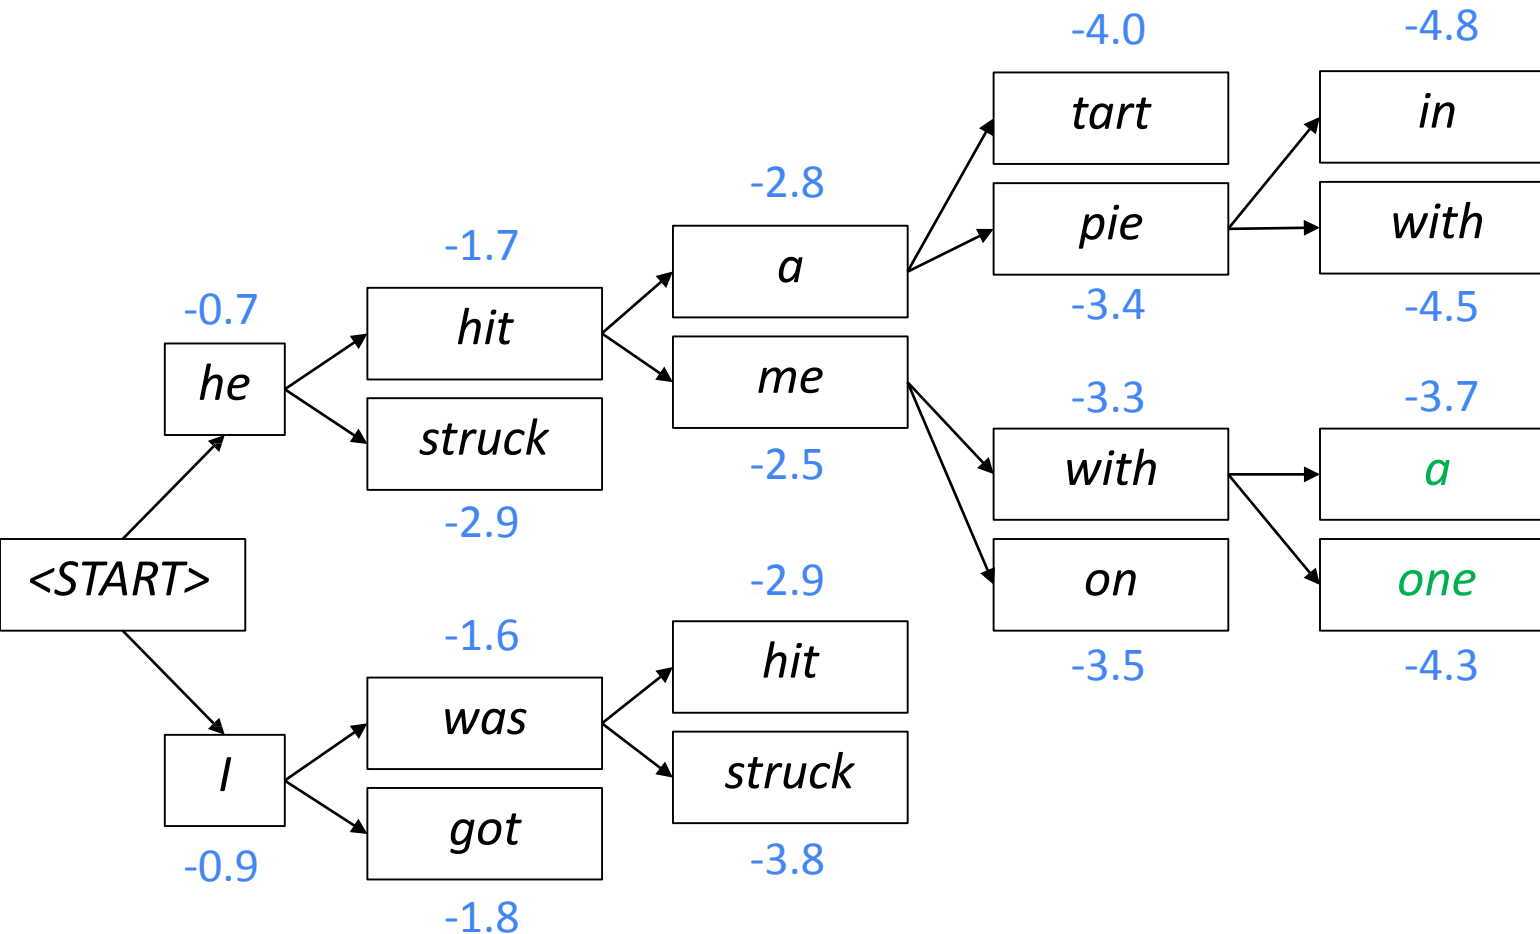 -4.0
-4.8
tart
in
pie
with
-3.4
-4.5
-2.8
a
-1.7
hit
me
-2.5
-0.7
he
struck
-2.9
-3.3
-3.7
with
a
on
one
-3.5
-4.3
<START>
-2.9
hit
-1.6
was
struck
-3.8
I
-0.9
got
-1.8